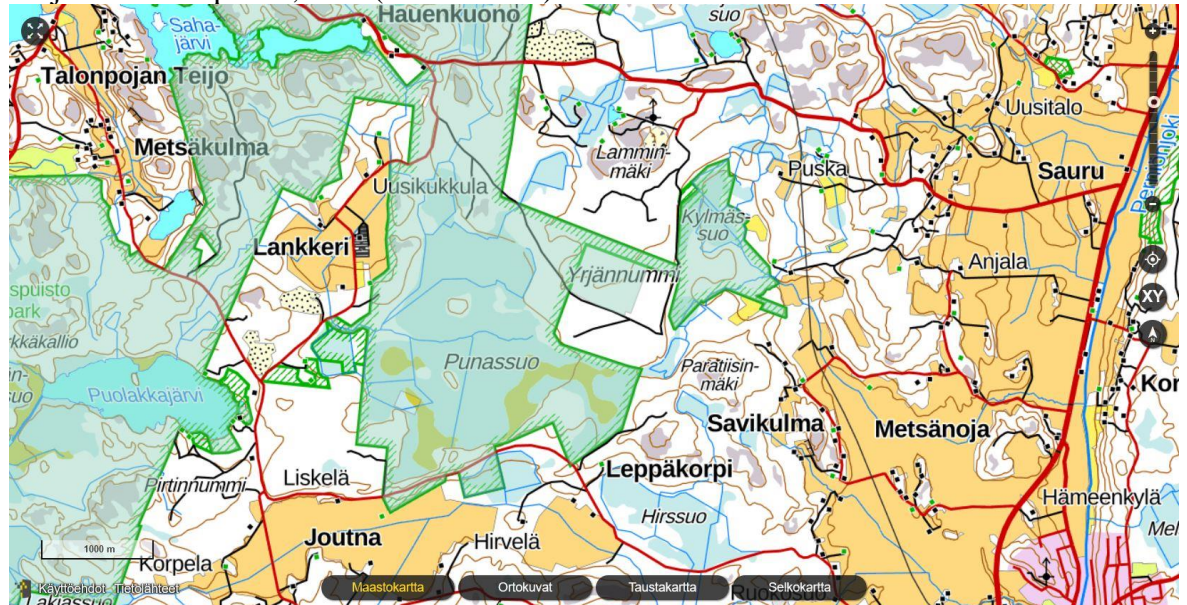 Hauenkuono
suo
Saha-
järvi
Talonpojan Teijo
Uusitalo
Metsäkulma
Lammin-
mäki
Puska
Sauru
Uusikukkula
Kylmäs-
suo
Lankkeri
Anjala
Yrjännummi
spuisto
park
XY
N
Punassuo
Paratiisin-
mäki
Puolakkajärvi
Kor
suo
Savikulma
Metsänoja
Leppäkorpi
Pirtinnummi
Liskelä
Hämeenkylä
Hirssuo
Joutna
Hirvelä
1000 m
Korpela
Käyttöehdot Tietolähteet
Maastokartta
Ortokuvat
Taustakartta
Selkokartta